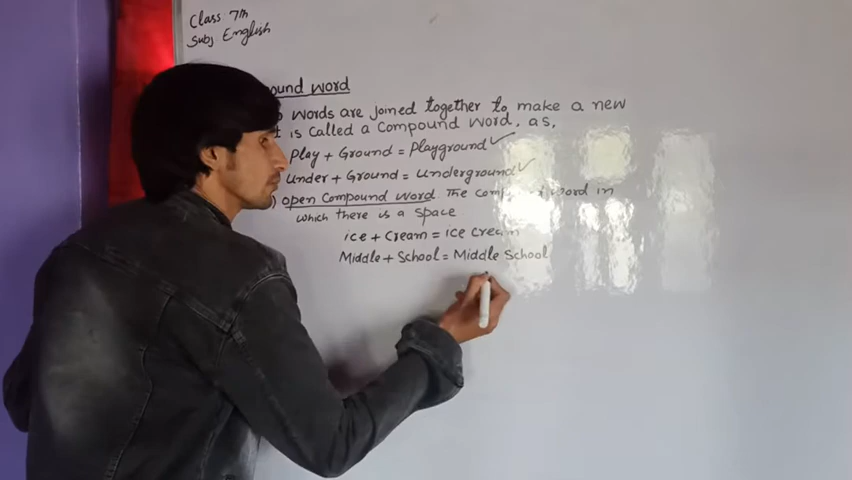 Class 7th
Subj English
ound word
words are joined together to make a new
is called a compound word. as,
Play + Ground = Playground ✓
Under + Ground = Underground ✓
) open compound word. The word in
which there is a space
ice + cream = ice cream
Middle + School = Middle School